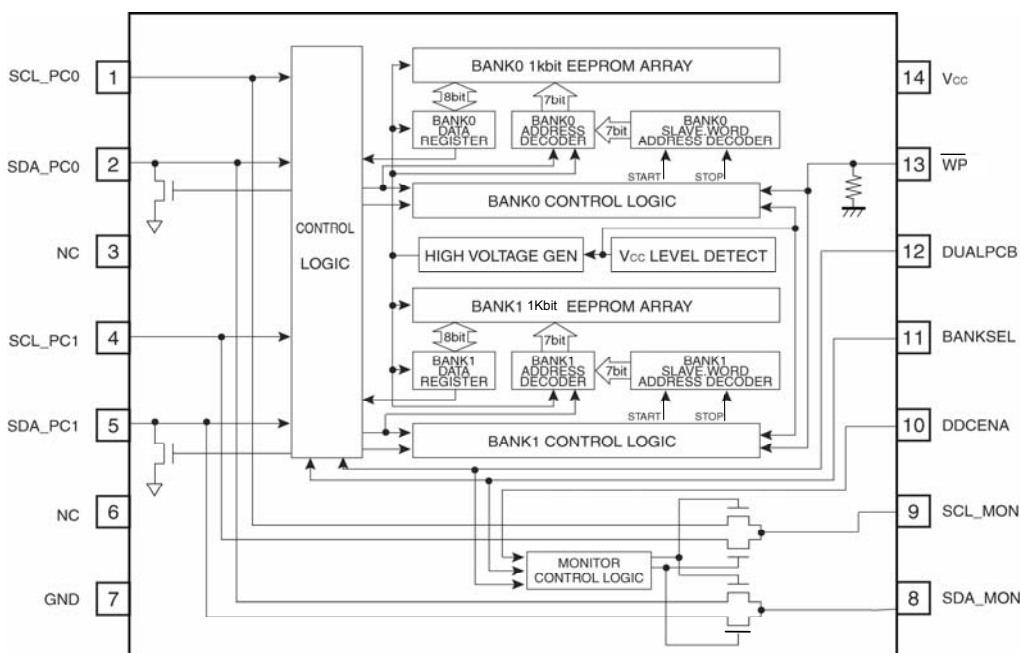 SCL_PC0
1
SDA_PC0
2
NC
3
SCL_PC1
4
SDA_PC1
5
NC
6
GND
7
CONTROL
LOGIC
BANK0 1kbit EEPROM ARRAY
8bit
7bit
BANK0
DATA
REGISTER
BANK0
ADDRESS
DECODER
7bit
BANK0
SLAVE.WORD
ADDRESS DECODER
START
STOP
BANK0 CONTROL LOGIC
HIGH VOLTAGE GEN
VCC LEVEL DETECT
BANK1 1Kbit EEPROM ARRAY
8bit
7bit
BANK1
DATA
REGISTER
BANK1
ADDRESS
DECODER
7bit
BANK1
SLAVE.WORD
ADDRESS DECODER
START
STOP
BANK1 CONTROL LOGIC
MONITOR
CONTROL LOGIC
14
VCC
13
WP
12
DUALPCB
11
BANKSEL
10
DDCENA
9
SCL_MON
8
SDA_MON